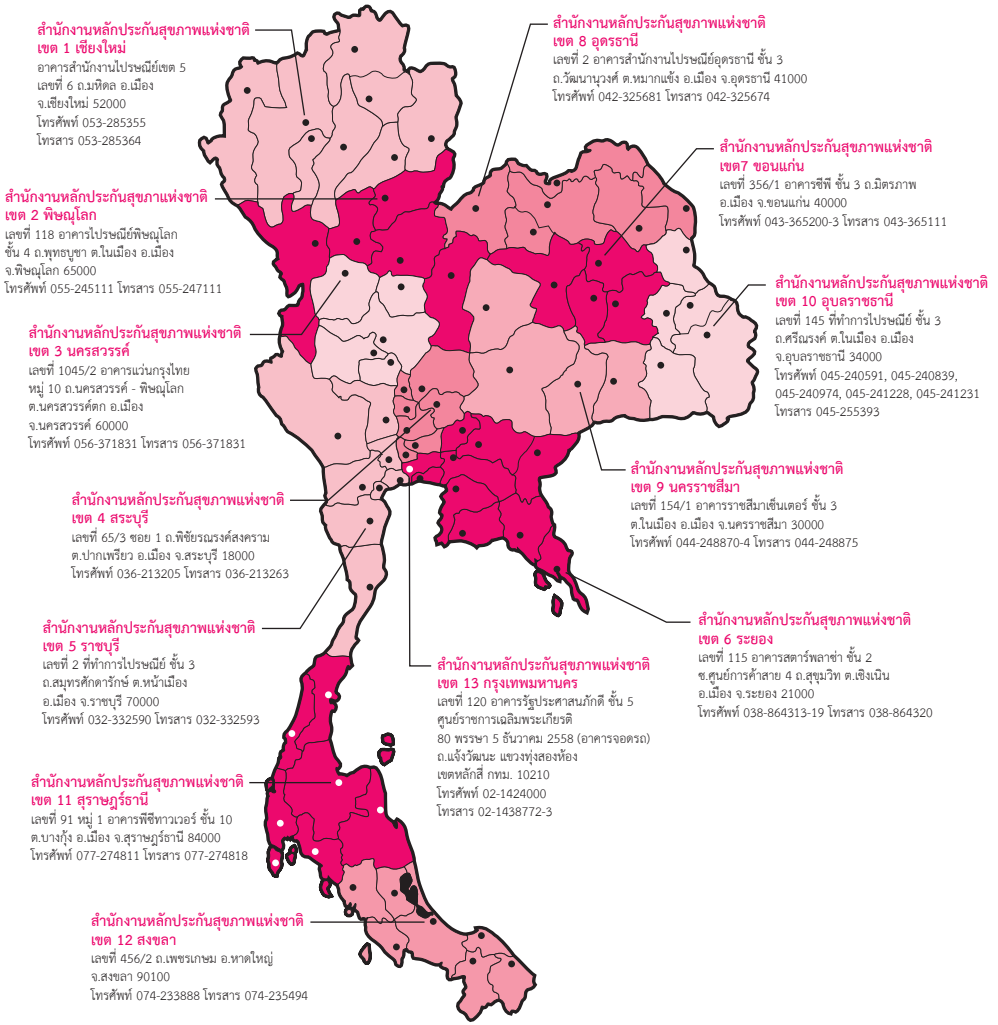 สำนักงานหลักประกันสุขภาพแห่งชาติ
เขต 1 เชียงใหม่
อาคารสำนักงานไปรษณีย์เขต 5
เลขที่ 6 ถ.มหิดล อ.เมือง
จ.เชียงใหม่ 52000
โทรศัพท์ 053-285355
โทรสาร 053-285364
สำนักงานหลักประกันสุขภาแห่งชาติ
เขต 2 พิษณุโลก
เลขที่ 118 อาคารไปรษณีย์พิษณุโลก
ชั้น 4 ถ.พุทธบูชา ต.ในเมือง อ.เมือง
จ.พิษณุโลก 65000
โทรศัพท์ 055-245111 โทรสาร 055-247111
สำนักงานหลักประกันสุขภาพแห่งชาติ
เขต 3 นครสวรรค์
เลขที่ 1045/2 อาคารแว่นกรุงไทย
หมู่ 10 ถ.นครสวรรค์ - พิษณุโลก
ต.นครสวรรค์ตก อ.เมือง
จ.นครสวรรค์ 60000
โทรศัพท์ 056-371831 โทรสาร 056-371831
สำนักงานหลักประกันสุขภาพแห่งชาติ
เขต 4 สระบุรี
เลขที่ 65/3 ซอย 1 ถ.พิชัยรณรงค์สงคราม
ต.ปากเพรียว อ.เมือง จ.สระบุรี 18000
โทรศัพท์ 036-213205 โทรสาร 036-213263
สำนักงานหลักประกันสุขภาพแห่งชาติ
เขต 5 ราชบุรี
เลขที่ 2 ที่ทำการไปรษณีย์ ชั้น 3
ถ.สมุทรศักดารักษ์ ต.หน้าเมือง
อ.เมือง จ.ราชบุรี 70000
โทรศัพท์ 032-332590 โทรสาร 032-332593
สำนักงานหลักประกันสุขภาพแห่งชาติ
เขต 11 สุราษฎร์ธานี
เลขที่ 91 หมู่ 1 อาคารพีซีทาวเวอร์ ชั้น 10
ต.บางกุ้ง อ.เมือง จ.สุราษฎร์ธานี 84000
โทรศัพท์ 077-274811 โทรสาร 077-274818
สำนักงานหลักประกันสุขภาพแห่งชาติ
เขต 12 สงขลา
เลขที่ 456/2 ถ.เพชรเกษม อ.หาดใหญ่
จ.สงขลา 90100
โทรศัพท์ 074-233888 โทรสาร 074-235494
สำนักงานหลักประกันสุขภาพแห่งชาติ
เขต 8 อุดรธานี
เลขที่ 2 อาคารสำนักงานไปรษณีย์อุดรธานี ชั้น 3
ถ.วัฒนานุวงศ์ ต.หมากแข้ง อ.เมือง จ.อุดรธานี 41000
โทรศัพท์ 042-325681 โทรสาร 042-325674
สำนักงานหลักประกันสุขภาพแห่งชาติ
เขต7 ขอนแก่น
เลขที่ 356/1 อาคารซีพี ชั้น 3 ถ.มิตรภาพ
อ.เมือง จ.ขอนแก่น 40000
โทรศัพท์ 043-365200-3 โทรสาร 043-365111
สำนักงานหลักประกันสุขภาพแห่งชาติ
เขต 10 อุบลราชธานี
เลขที่ 145 ที่ทำการไปรษณีย์ ชั้น 3
ถ.ศรีณรงค์ ต.ในเมือง อ.เมือง
จ.อุบลราชธานี 34000
โทรศัพท์ 045-240591, 045-240839,
045-240974, 045-241228, 045-241231
โทรสาร 045-255393
สำนักงานหลักประกันสุขภาพแห่งชาติ
เขต 9 นครราชสีมา
เลขที่ 154/1 อาคารราชสีมาเซ็นเตอร์ ชั้น 3
ต.ในเมือง อ.เมือง จ.นครราชสีมา 30000
โทรศัพท์ 044-248870-4 โทรสาร 044-248875
สำนักงานหลักประกันสุขภาพแห่งชาติ
เขต 6 ระยอง
เลขที่ 115 อาคารสตาร์พลาซ่า ชั้น 2
ซ.ศูนย์การค้าสาย 4 ถ.สุขุมวิท ต.เชิงเนิน
อ.เมือง จ.ระยอง 21000
โทรศัพท์ 038-864313-19 โทรสาร 038-864320
สำนักงานหลักประกันสุขภาพแห่งชาติ
เขต 13 กรุงเทพมหานคร
เลขที่ 120 อาคารรัฐประศาสนภักดี ชั้น 5
ศูนย์ราชการเฉลิมพระเกียรติ
80 พรรษา 5 ธันวาคม 2558 (อาคารจอดรถ)
ถ.แจ้งวัฒนะ แขวงทุ่งสองห้อง
เขตหลักสี่ กทม. 10210
โทรศัพท์ 02-1424000
โทรสาร 02-1438772-3